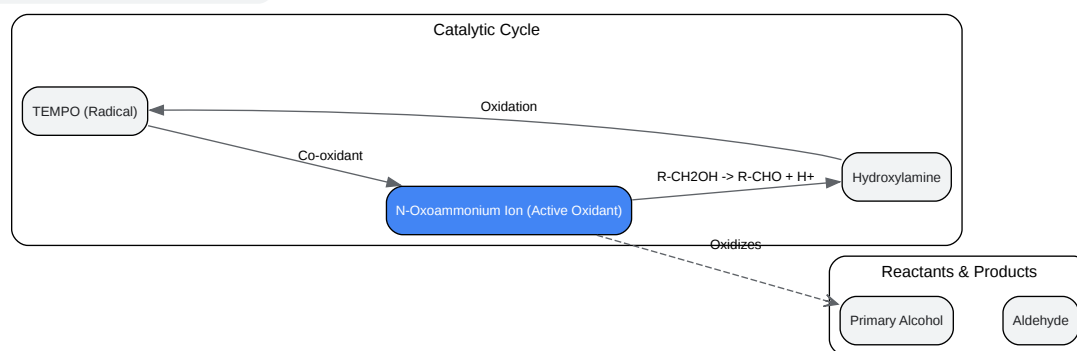 Catalytic Cycle
TEMPO (Radical)
Oxidation
Co-oxidant
R-CH2OH -> R-CHO + H+
Hydroxylamine
N-Oxoammonium Ion (Active Oxidant)
Oxidizes
Reactants & Products
Primary Alcohol
Aldehyde